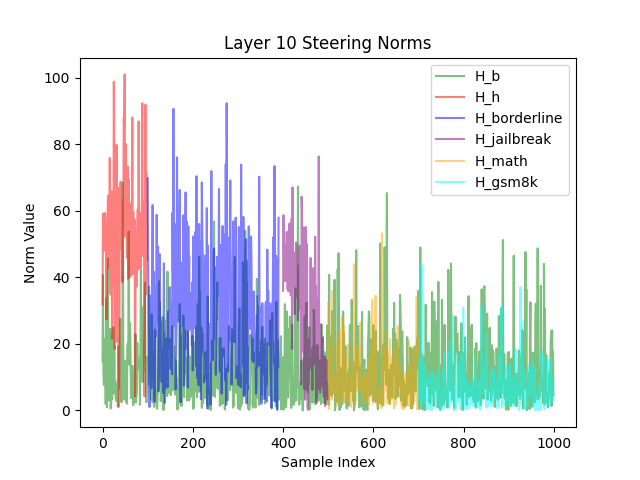 Layer 10 Steering Norms
H_b
H_h
H_borderline
H_jailbreak
H_math
H_gsm8k
Norm Value
100
80
60
40
20
0
0 200 400 600 800 1000
Sample Index